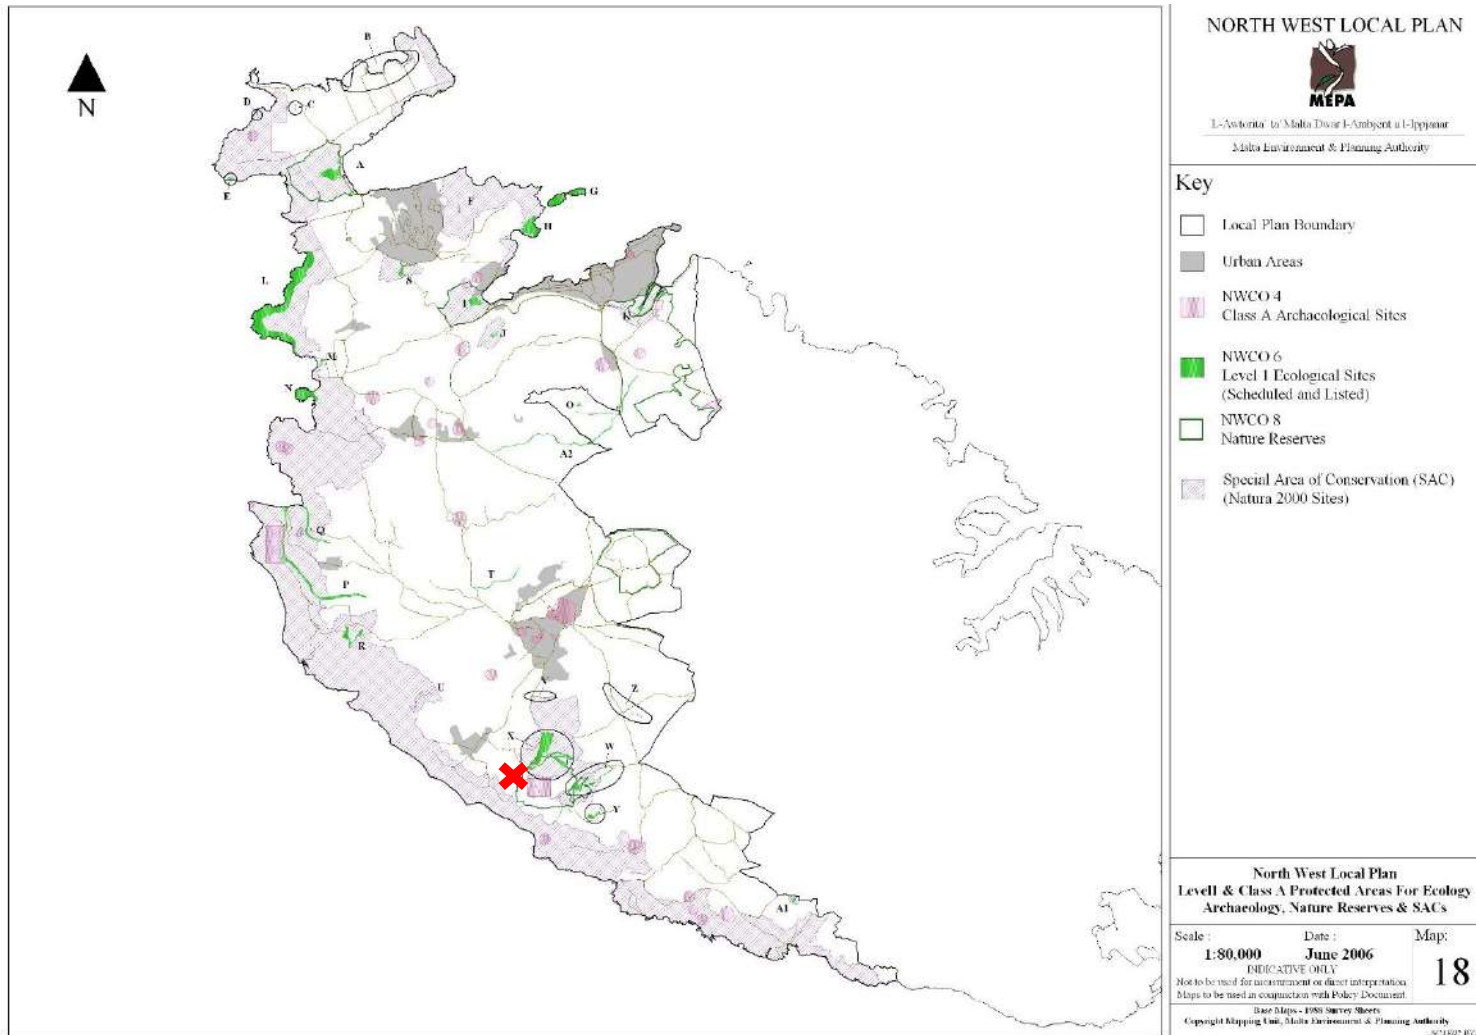 NORTH WEST LOCAL PLAN
MEPA
L-Awtorita' ta' Malta Dwar l-Ambjent u l-Ippjanar
Malta Environment & Planning Authority
Key
Local Plan Boundary
Urban Areas
NWCO 4
Class A Archaeological Sites
NWCO 6
Level 1 Ecological Sites
(Scheduled and Listed)
NWCO 8
Nature Reserves
Special Area of Conservation (SAC)
(Natura 2000 Sites)
N
B
D
C
A
E
F
G
H
L
S
I
K
J
M
N
O
A2
Q
T
P
R
U
V
Z
X
W
Y
A1
North West Local Plan
Level1 & Class A Protected Areas For Ecology
Archaeology, Nature Reserves & SACs
Scale :
Date :
Map:
1:80,000
June 2006
18
INDICATIVE ONLY
Not to be used for measurement or direct interpretation
Maps to be used in conjunction with Policy Document.
Base Maps - 1988 Survey Sheets
Copyright Mapping Unit, Malta Environment & Planning Authority